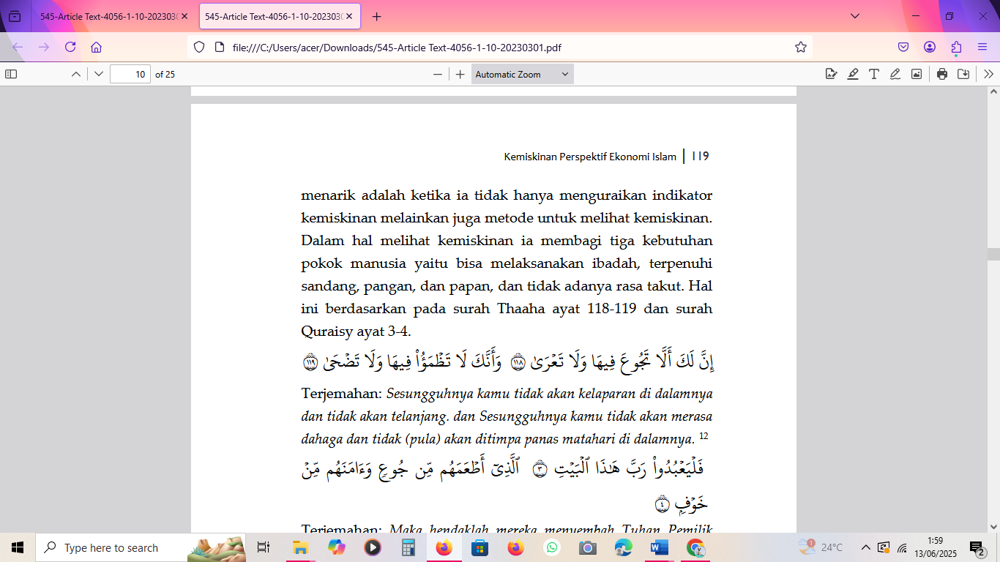 545-Article Text-4056-1-10-202303
545-Article Text-4056-1-10-202303
file:///C:/Users/acer/Downloads/545-Article Text-4056-1-10-20230301.pdf
10 of 25
Automatic Zoom
Kemiskinan Perspektif Ekonomi Islam | 119
menarik adalah ketika ia tidak hanya menguraikan indikator
kemiskinan melainkan juga metode untuk melihat kemiskinan.
Dalam hal melihat kemiskinan ia membagi tiga kebutuhan
pokok manusia yaitu bisa melaksanakan ibadah, terpenuhi
sandang, pangan, dan papan, dan tidak adanya rasa takut. Hal
ini berdasarkan pada surah Thaaha ayat 118-119 dan surah
Quraisy ayat 3-4.
إِنَّ لَكَ أَلَّا تَجُوعَ فِيهَا وَلَا تَعۡرَىٰ ١١٨ وَأَنَّكَ لَا تَظۡمَؤُاْ فِيهَا وَلَا تَضۡحَىٰ ١١٩
Terjemahan: Sesungguhnya kamu tidak akan kelaparan di dalamnya
dan tidak akan telanjang. dan Sesungguhnya kamu tidak akan merasa
dahaga dan tidak (pula) akan ditimpa panas matahari di dalamnya. 12
فَلۡيَعۡبُدُواْ رَبَّ هَٰذَا ٱلۡبَيۡتِ ٣ ٱلَّذِيٓ أَطۡعَمَهُم مِّن جُوعٖ وَءَامَنَهُم مِّنۡ
خَوۡفِۭ ٤
Terjemahan: Maka hendaklah mereka menyembah Tuhan Pemilik
Type here to search
24°C
1:59
13/06/2025
2